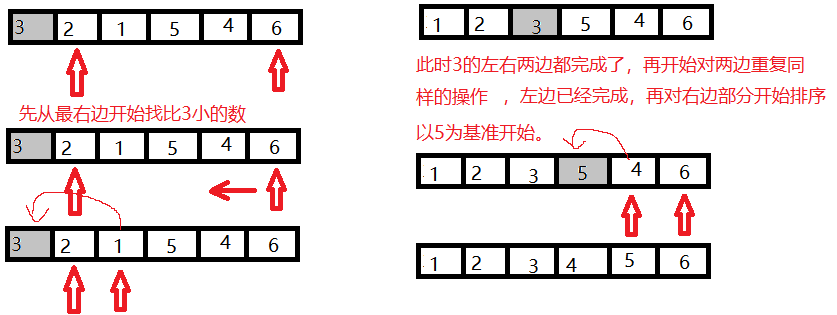 3 2 1 5 4 6
先从最右边开始找比3小的数
3 2 1 5 4 6
3 2 1 5 4 6
1 2 3 5 4 6
此时3的左右两边都完成了，再开始对两边重复同
样的操作 ，左边已经完成，再对右边部分开始排序
以5为基准开始。
1 2 3 5 4 6
1 2 3 4 5 6